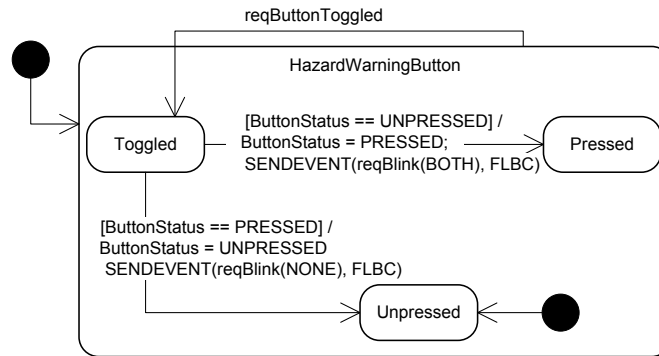 reqButtonToggled
HazardWarningButton
[ButtonStatus == UNPRESSED] /
Toggled
ButtonStatus = PRESSED;
Pressed
SENDEVENT(reqBlink(BOTH), FLBC)
[ButtonStatus == PRESSED] /
ButtonStatus = UNPRESSED
SENDEVENT(reqBlink(NONE), FLBC)
Unpressed